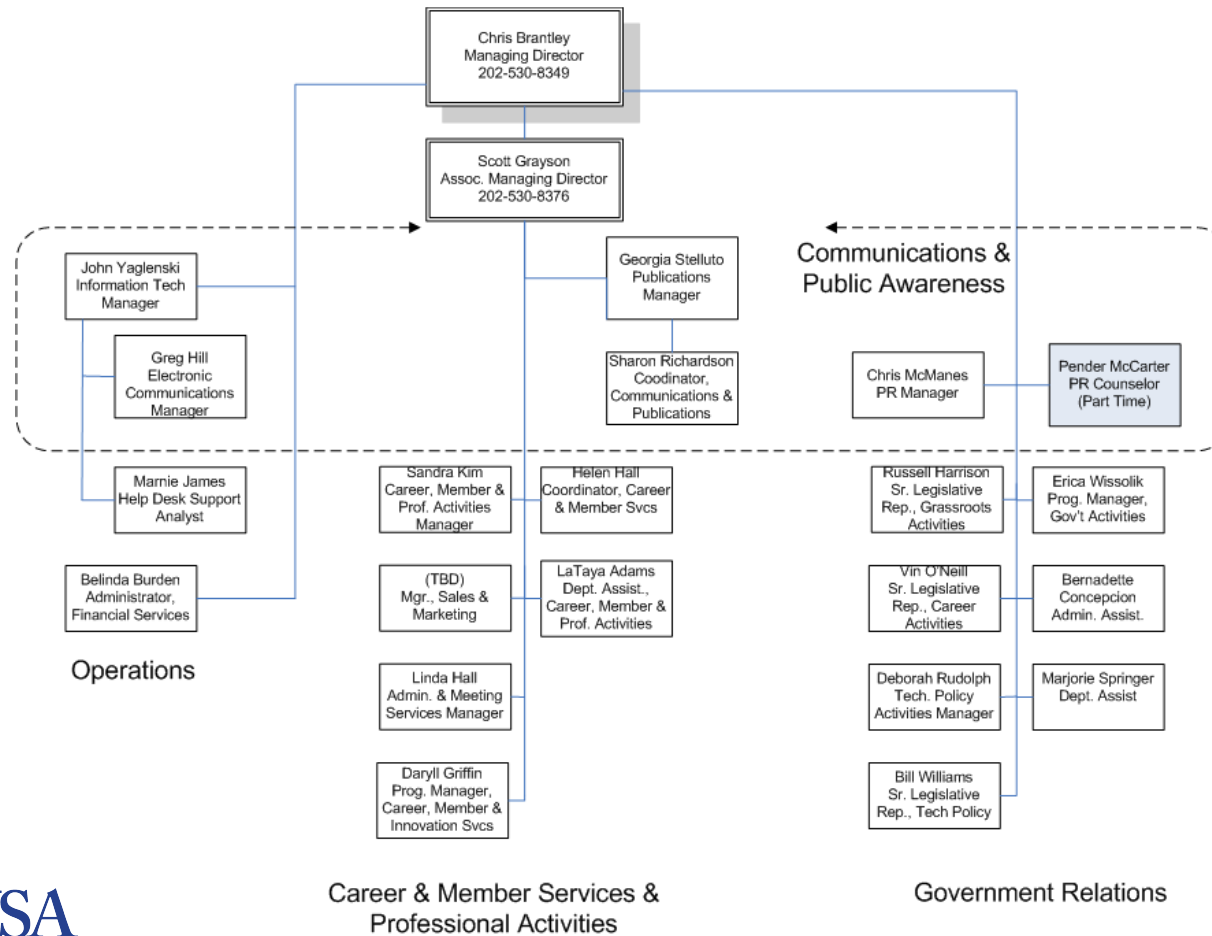 Chris Brantley
Managing Director
202-530-8349
Scott Grayson
Assoc. Managing Director
202-530-8376
John Yaglenski
Information Tech
Manager
Greg Hill
Electronic
Communications
Manager
Marnie James
Help Desk Support
Analyst
Belinda Burden
Administrator,
Financial Services
Operations
Georgia Stelluto
Publications
Manager
Sharon Richardson
Coodinator,
Communications &
Publications
Communications &
Public Awareness
Chris McManes
PR Manager
Pender McCarter
PR Counselor
(Part Time)
Sandra Kim
Career, Member &
Prof. Activities
Manager
Helen Hall
Coordinator, Career
& Member Svcs
(TBD)
Mgr., Sales &
Marketing
LaTaya Adams
Dept. Assist.,
Career, Member &
Prof. Activities
Linda Hall
Admin. & Meeting
Services Manager
Daryll Griffin
Prog. Manager,
Career, Member &
Innovation Svcs
Career & Member Services &
Professional Activities
Russell Harrison
Sr. Legislative
Rep., Grassroots
Activities
Erica Wissolik
Prog. Manager,
Gov't Activities
Vin O'Neill
Sr. Legislative
Rep., Career
Activities
Bernadette
Concepcion
Admin. Assist.
Deborah Rudolph
Tech. Policy
Activities Manager
Marjorie Springer
Dept. Assist
Bill Williams
Sr. Legislative
Rep., Tech Policy
Government Relations
SA